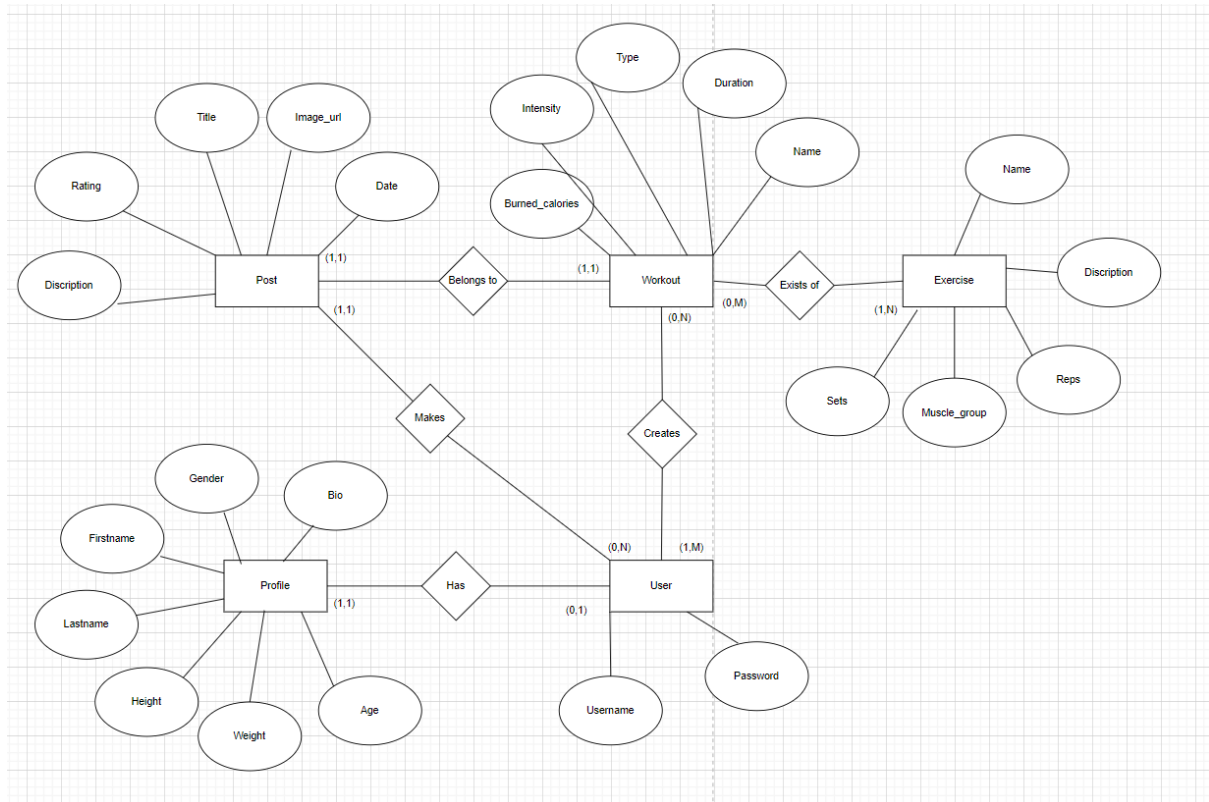 Type
Duration
Intensity
Title
Image_url
Name
Name
Rating
Date
Burned_calories
(1,1)
(1,1)
Discription
Post
Belongs to
Workout
Exists of
Exercise
Discription
(0,M)
(1,1)
(0,N)
(1,N)
Reps
Sets
Muscle_group
Makes
Creates
Gender
Bio
Firstname
(0,N)
(1,M)
Profile
Has
User
(1,1)
(0,1)
Lastname
Password
Height
Age
Username
Weight